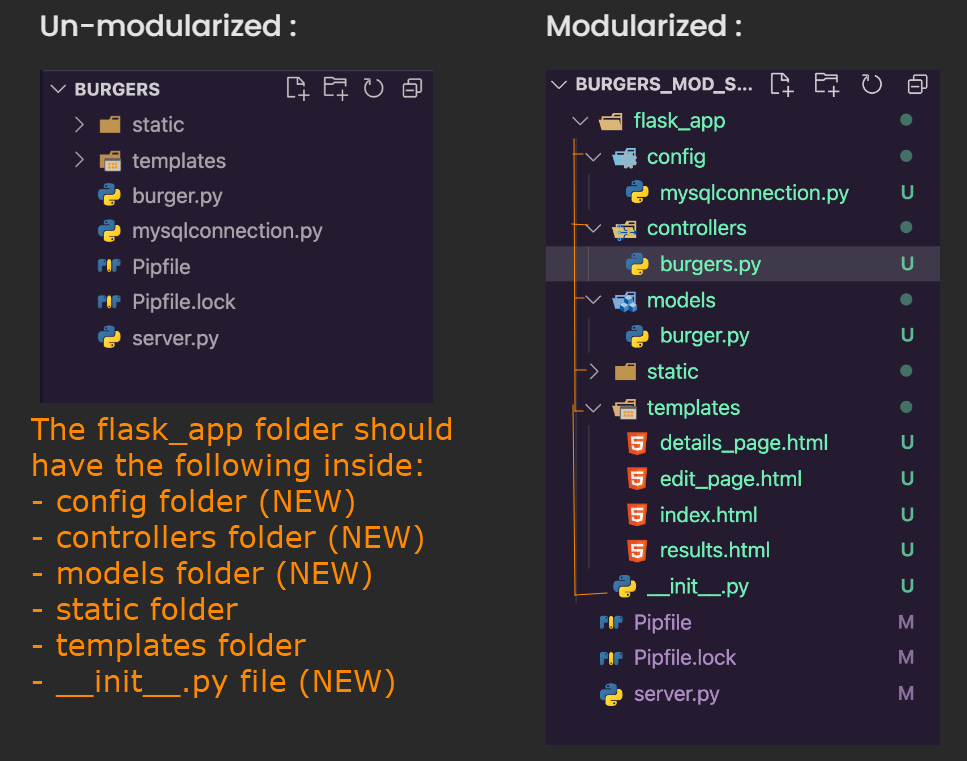 Un-modularized :
BURGERS
static
templates
burger.py
mysqlconnection.py
Pipfile
Pipfile.lock
server.py
The flask_app folder should
have the following inside:
- config folder (NEW)
- controllers folder (NEW)
- models folder (NEW)
- static folder
- templates folder
- __init__.py file (NEW)
Modularized :
BURGERS_MOD_S...
flask_app
config
mysqlconnection.py U
controllers
burgers.py U
models
burger.py U
static
templates
details_page.html U
edit_page.html U
index.html U
results.html U
__init__.py U
Pipfile M
Pipfile.lock M
server.py M